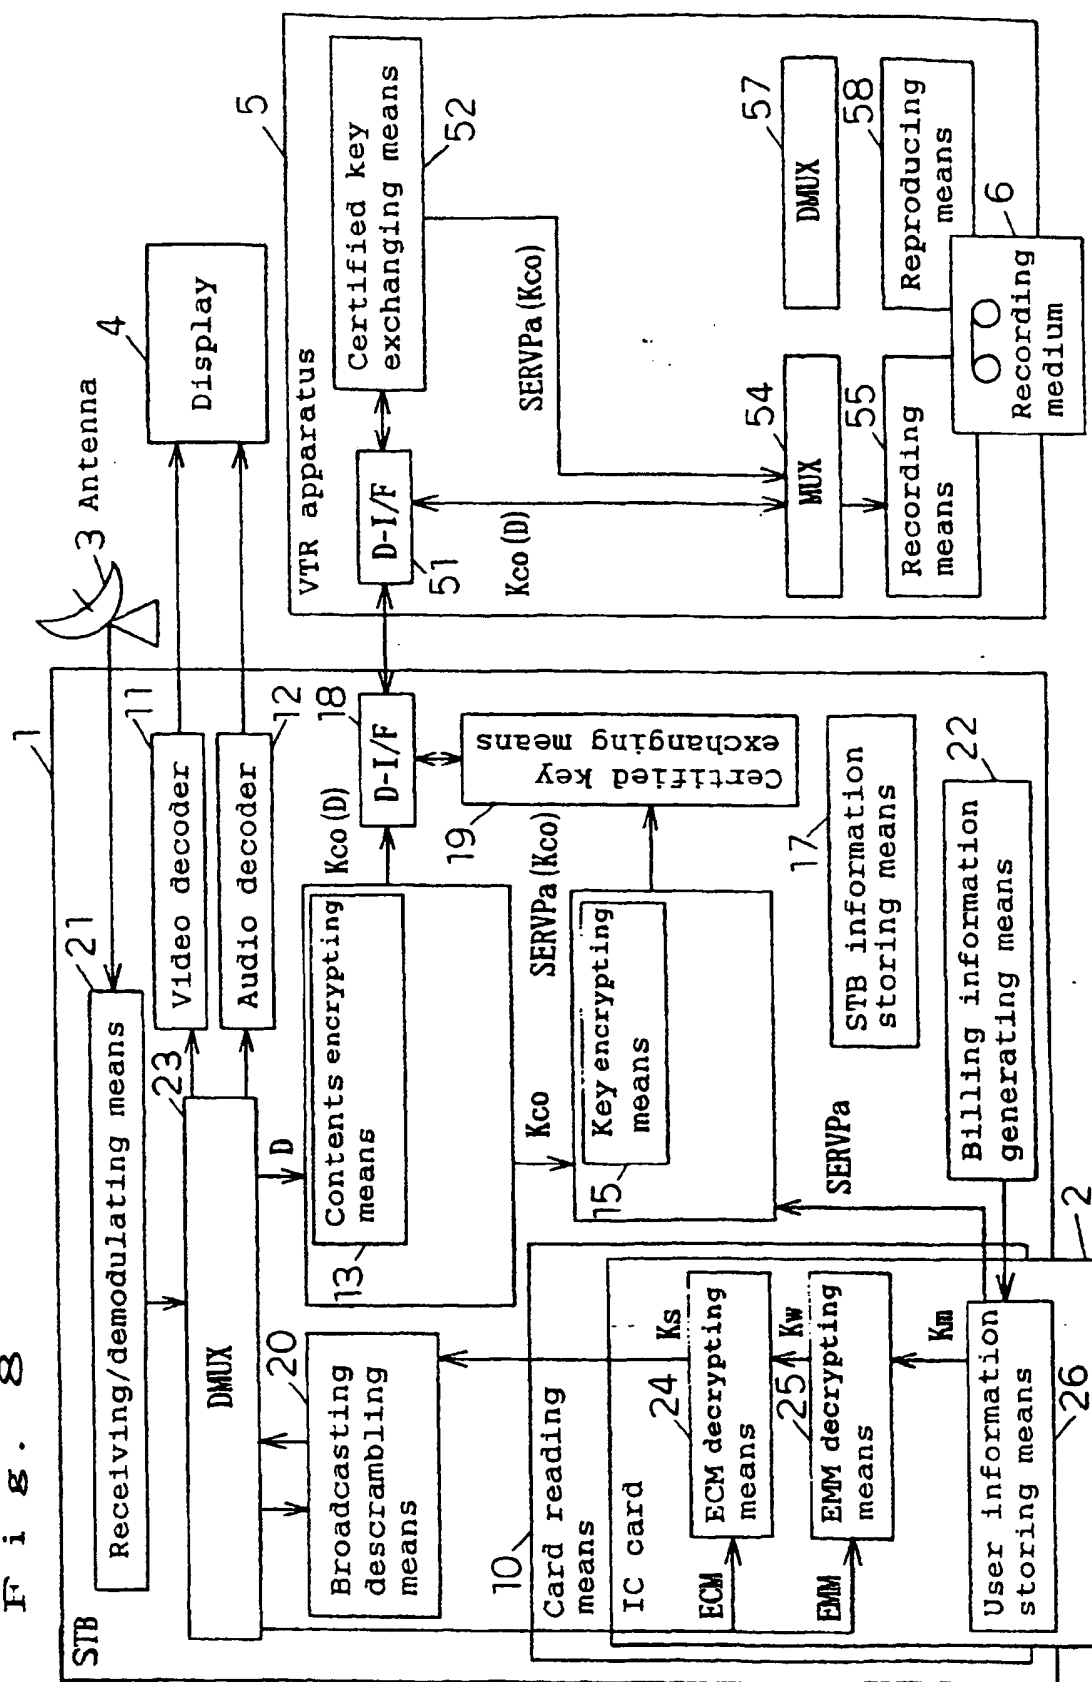 Fig. 8
STB
1
Receiving/demodulating means
21
3
Antenna
4
Display
DMUX
23
Video decoder
11
Audio decoder
12
Broadcasting
descrambling
means
20
D
Contents encrypting
means
13
Kco(D)
D-I/F
18
Kco
SERVPa(Kco)
Key encrypting
means
15
Certified key
exchanging means
19
STB information
storing means
17
Billing information
generating means
22
SERVPa
Card reading
means
10
IC card
2
ECM
ECM decrypting
means
24
Ks
EMM
EMM decrypting
means
25
Kw
Km
User information
storing means
26
VTR apparatus
5
D-I/F
51
Certified key
exchanging means
52
Kco(D)
SERVPa(Kco)
MUX
54
DMUX
57
Recording
means
55
Reproducing
means
58
Recording
medium
6